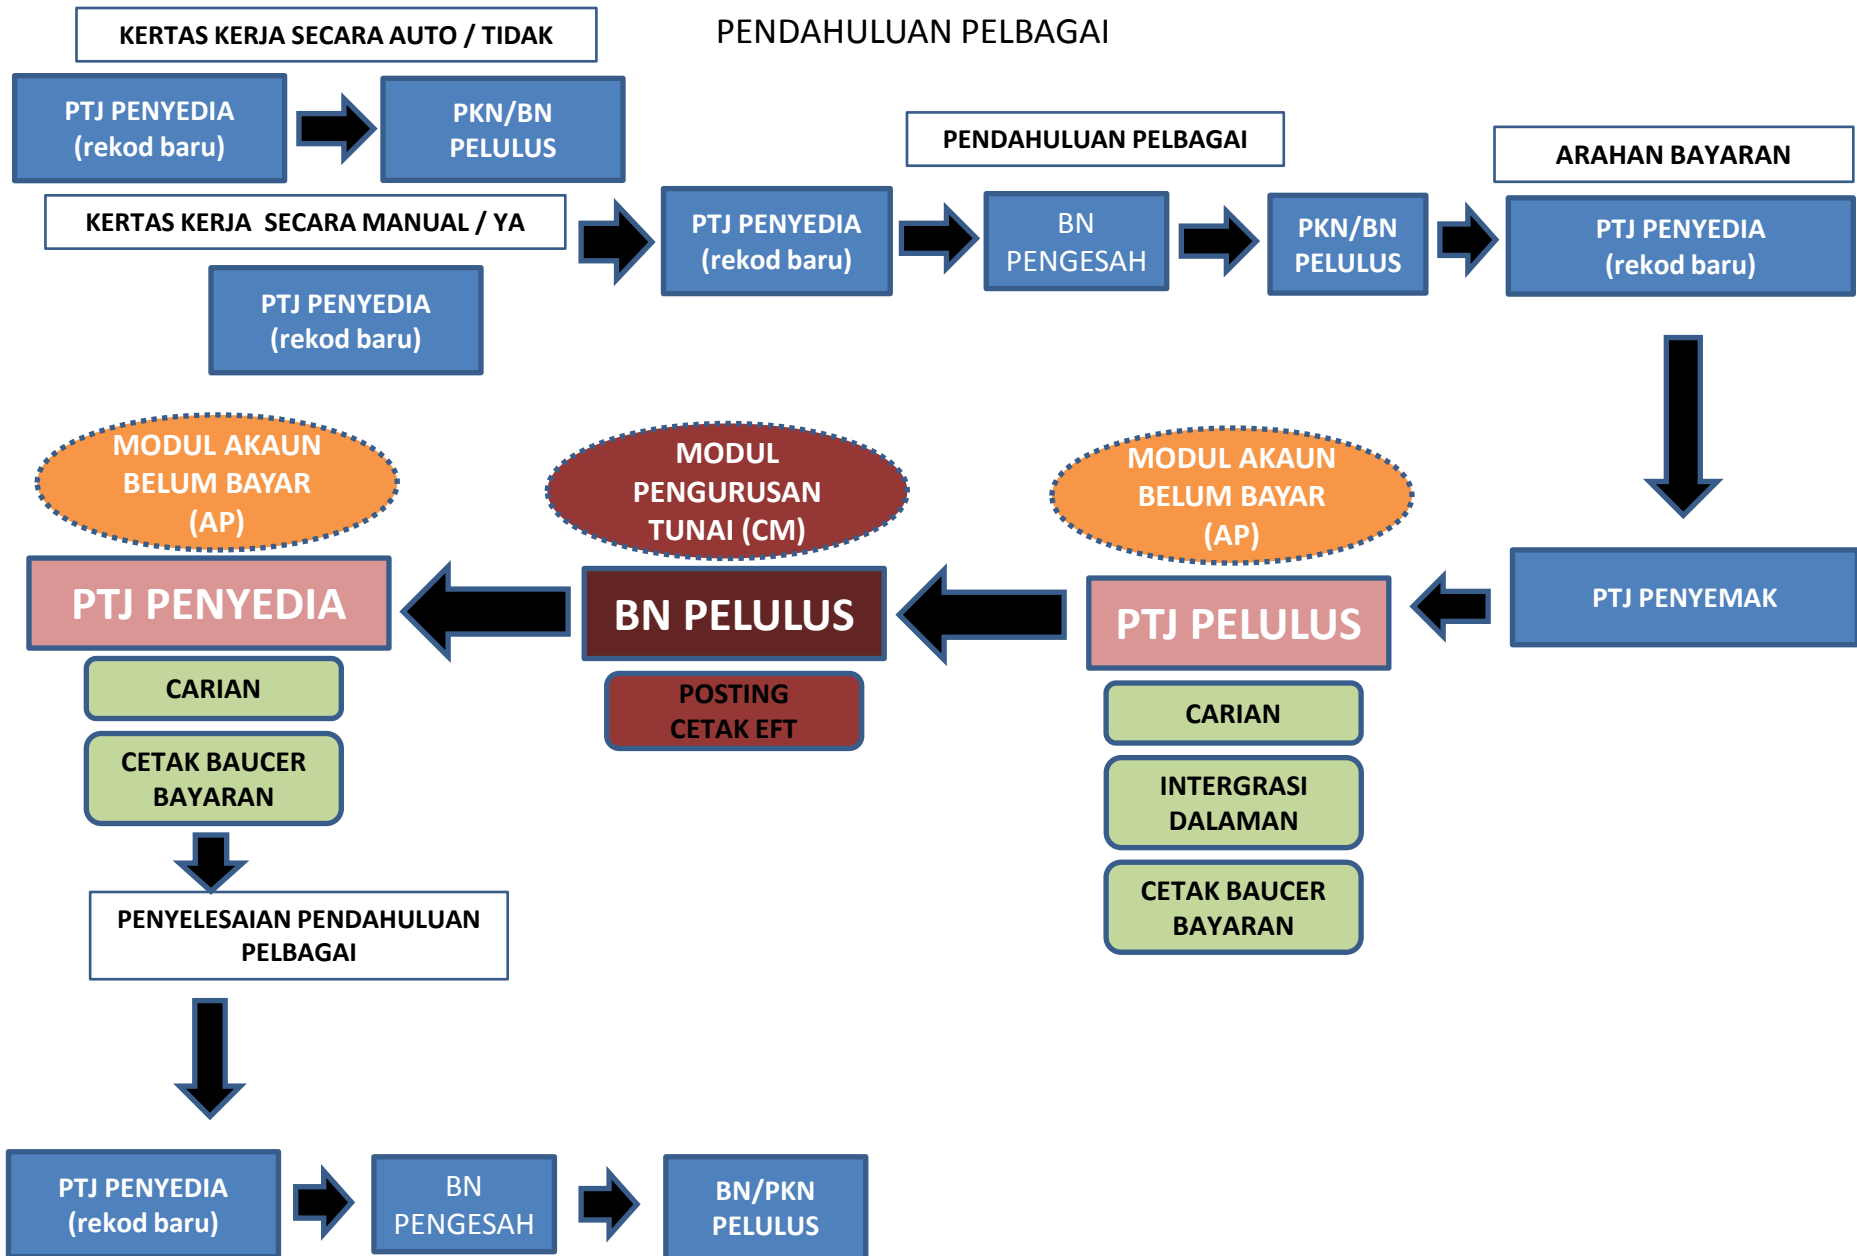 PENDAHULUAN PELBAGAI
KERTAS KERJA SECARA AUTO / TIDAK
PTJ PENYEDIA
(rekod baru)
PKN/BN
PELULUS
KERTAS KERJA  SECARA MANUAL / YA
PTJ PENYEDIA
(rekod baru)
PENDAHULUAN PELBAGAI
PTJ PENYEDIA
(rekod baru)
BN
PENGESAH
PKN/BN
PELULUS
ARAHAN BAYARAN
PTJ PENYEDIA
(rekod baru)
PTJ PENYEMAK
MODUL AKAUN
BELUM BAYAR
(AP)
PTJ PELULUS
CARIAN
INTERGRASI
DALAMAN
CETAK BAUCER
BAYARAN
MODUL
PENGURUSAN
TUNAI (CM)
BN PELULUS
POSTING
CETAK EFT
MODUL AKAUN
BELUM BAYAR
(AP)
PTJ PENYEDIA
CARIAN
CETAK BAUCER
BAYARAN
PENYELESAIAN PENDAHULUAN
PELBAGAI
PTJ PENYEDIA
(rekod baru)
BN
PENGESAH
BN/PKN
PELULUS